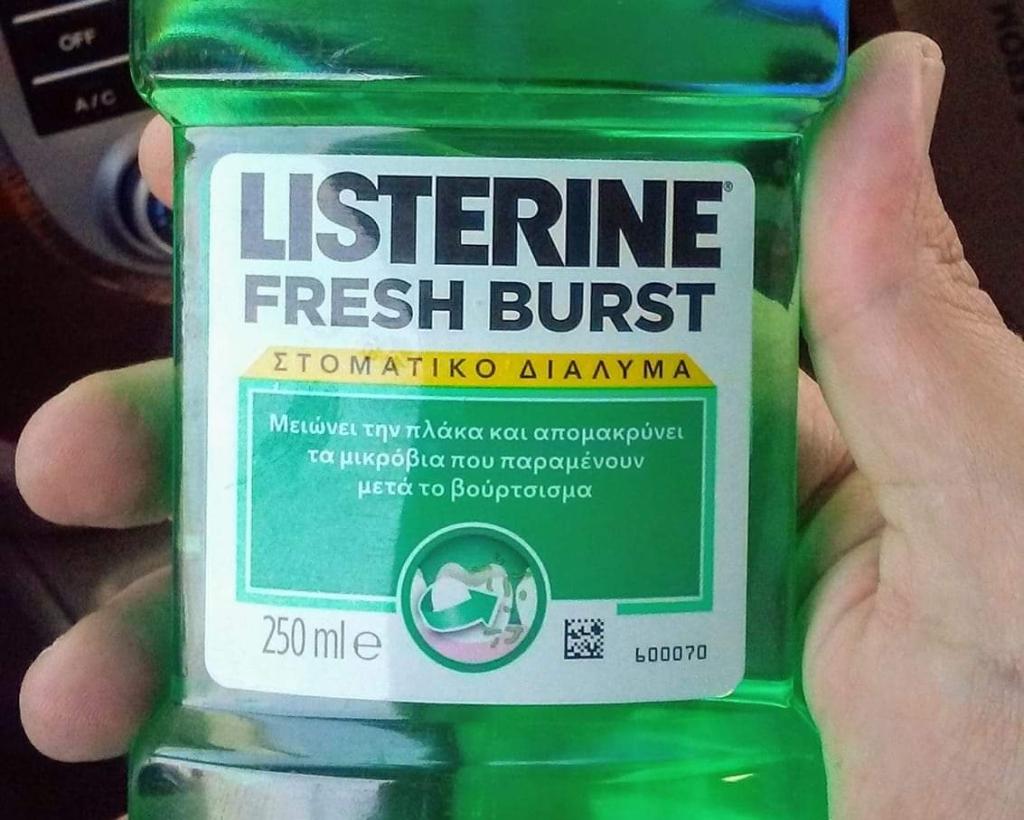 OFF
A/C
LISTERINE®
FRESH BURST
ΣΤΟΜΑΤΙΚΟ ΔΙΑΛΥΜΑ
Μειώνει την πλάκα και απομακρύνει
τα μικρόβια που παραμένουν
μετά το βούρτσισμα
250 ml e
600070